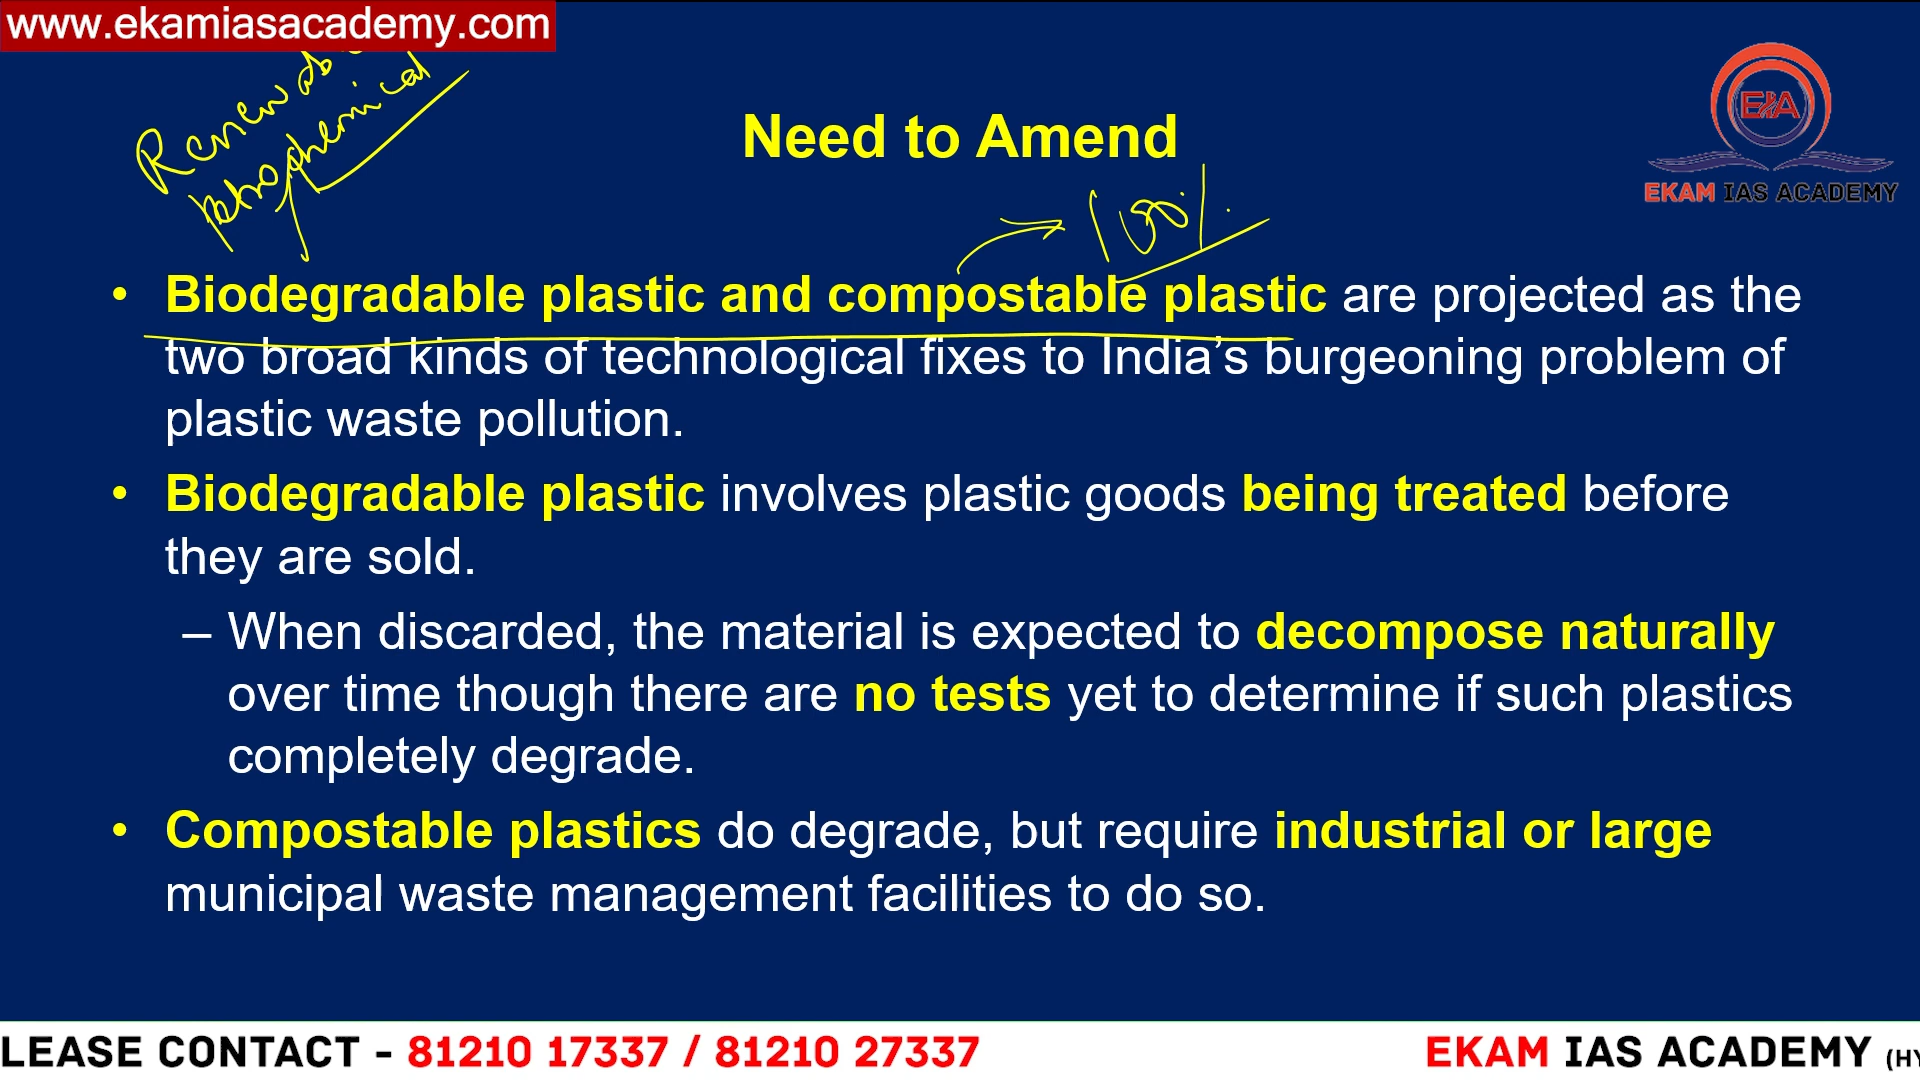 www.ekamiasacademy.com
petrochemical
Need to Amend
EIA
EKAM IAS ACADEMY
100%
• Biodegradable plastic and compostable plastic are projected as the
two broad kinds of technological fixes to India’s burgeoning problem of
plastic waste pollution.
• Biodegradable plastic involves plastic goods being treated before
they are sold.
– When discarded, the material is expected to decompose naturally
over time though there are no tests yet to determine if such plastics
completely degrade.
• Compostable plastics do degrade, but require industrial or large
municipal waste management facilities to do so.
LEASE CONTACT - 81210 17337 / 81210 27337
EKAM IAS ACADEMY (HY